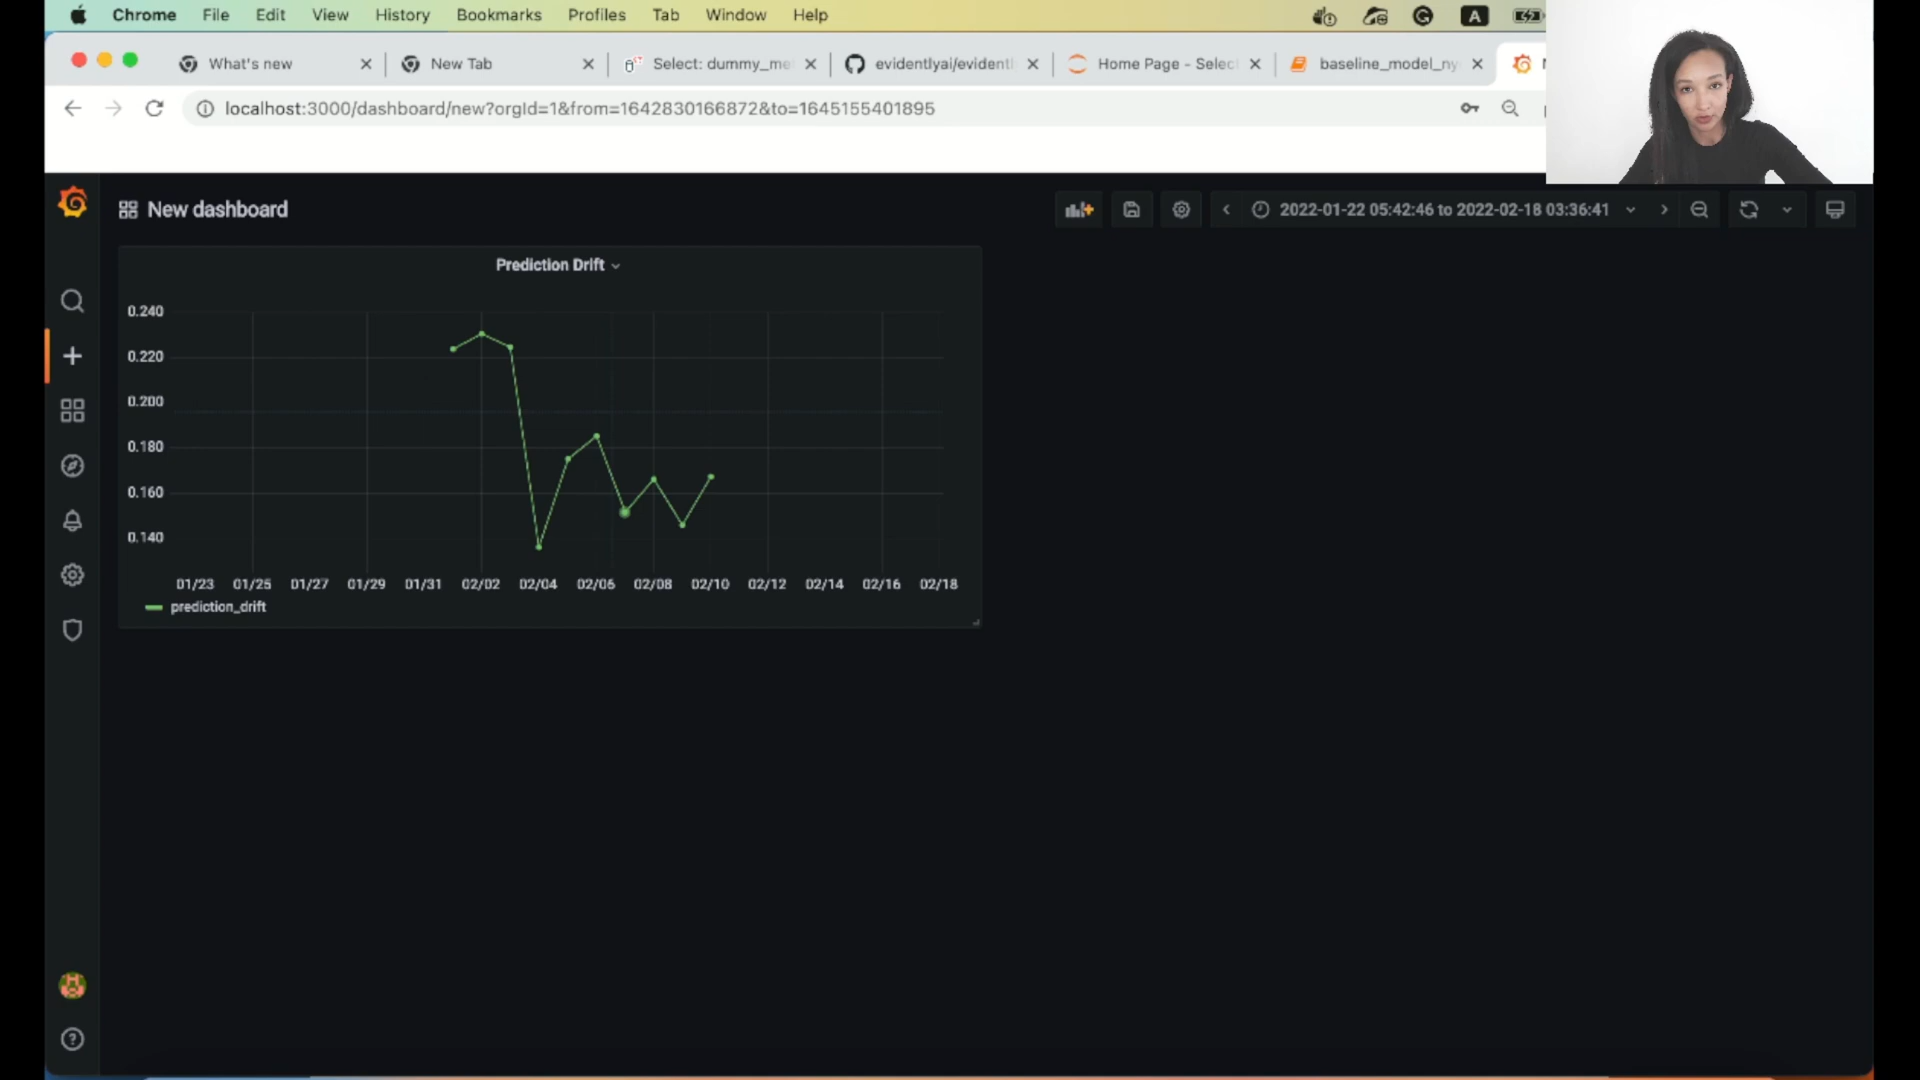 Chrome File Edit View History Bookmarks Profiles Tab Window Help
What's new
New Tab
Select: dummy_me
evidentlyai/evidentl
Home Page - Select
baseline_model_ny
localhost:3000/dashboard/new?orgId=1&from=1642830166872&to=1645155401895
New dashboard
2022-01-22 05:42:46 to 2022-02-18 03:36:41
Prediction Drift
0.240
0.220
0.200
0.180
0.160
0.140
01/23 01/25 01/27 01/29 01/31 02/02 02/04 02/06 02/08 02/10 02/12 02/14 02/16 02/18
prediction_drift